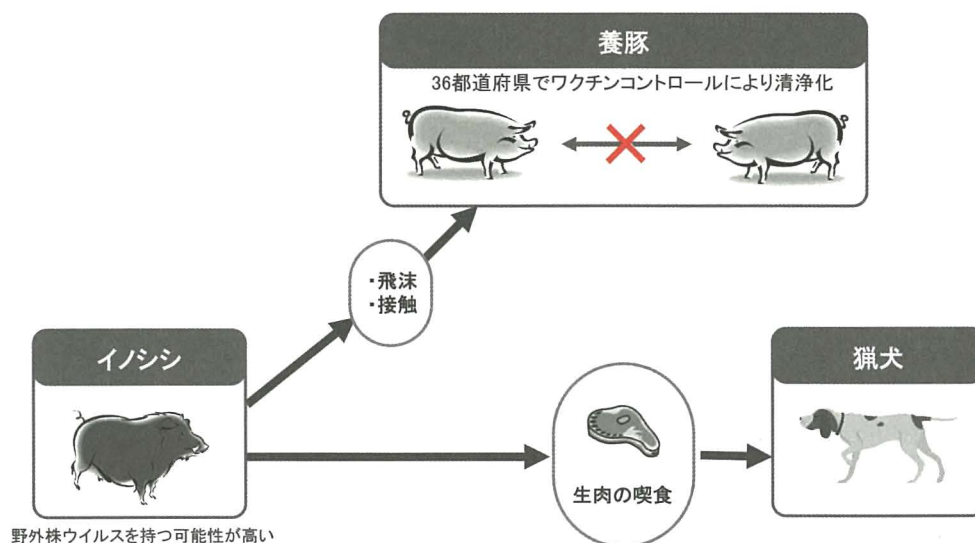 養豚
36都道府県でワクチンコントロールにより清浄化
・飛沫
・接触
イノシシ
猟犬
生肉の喫食
野外株ウイルスを持つ可能性が高い